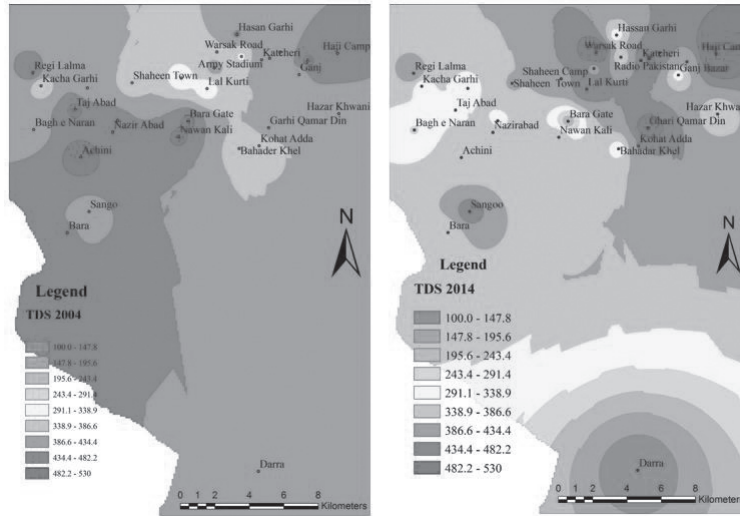 Hasan Garhi
Warsak Road
Katcheri
Haji Camp
Army Stadium
Ganj
Regi Lalma
Kacha Garhi
Shaheen Town
Lal Kurti
Taj Abad
Hazar Khwani
Bara Gate
Garhi Qamar Din
Bagh e Naran
Nazir Abad
Nawan Kali
Kohat Adda
Bahader Khel
Achini
Sango
Bara
N
Legend
TDS 2004
100.0 - 147.8
147.8 - 195.6
195.6 - 243.4
243.4 - 291.4
291.1 - 338.9
338.9 - 386.6
386.6 - 434.4
434.4 - 482.2
482.2 - 530
Darra
0 1 2 4 6 8
Kilometers
Hassan Garhi
Warsak Road
Katcheri
Radio Pakistan
Regi Lalma
Shaheen Camp
Ganj Bazar
Kacha Garhi
Shaheen Town
Lal Kurti
Taj Abad
Bara Gate
Bagh e Naran
Nazirabad
Nawan Kali
Kohat Adda
Bahadar Khel
Achini
Sangoo
Bara
N
Legend
TDS 2014
100.0 - 147.8
147.8 - 195.6
195.6 - 243.4
243.4 - 291.4
291.1 - 338.9
338.9 - 386.6
386.6 - 434.4
434.4 - 482.2
482.2 - 530
Darra
0 1 2 4 6 8
Kilometers